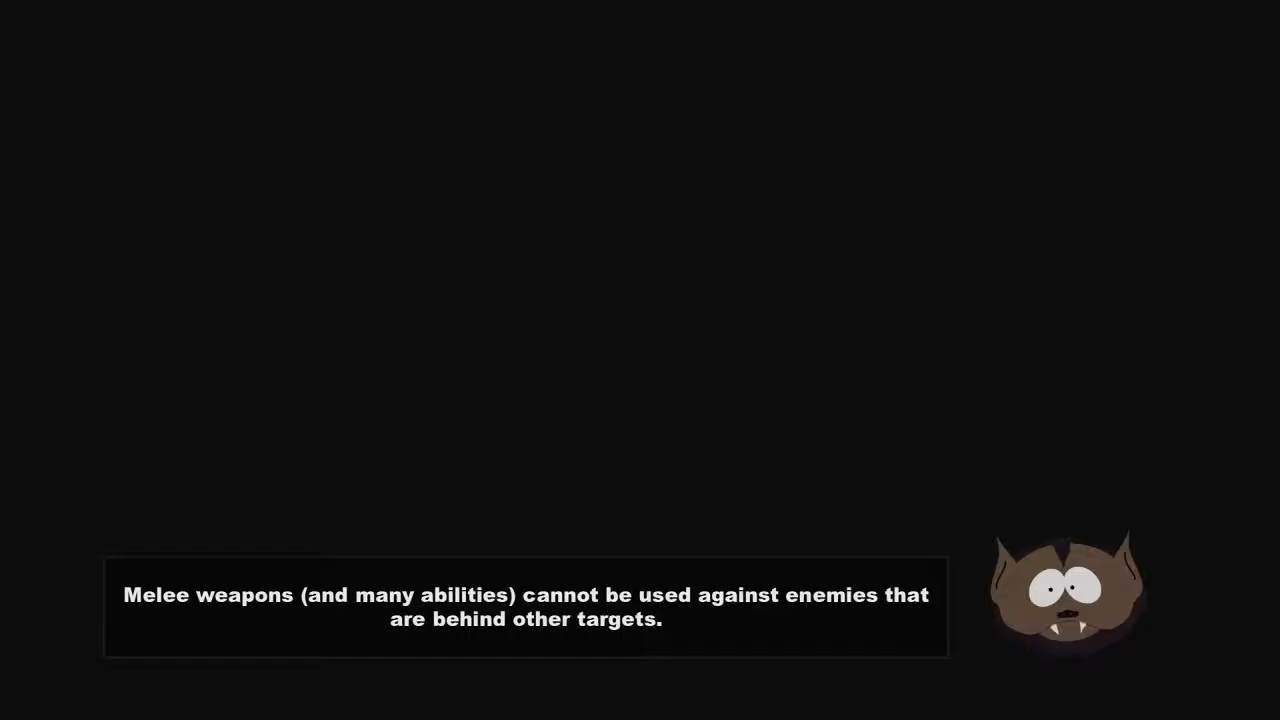 Melee weapons (and many abilities) cannot be used against enemies that
are behind other targets.